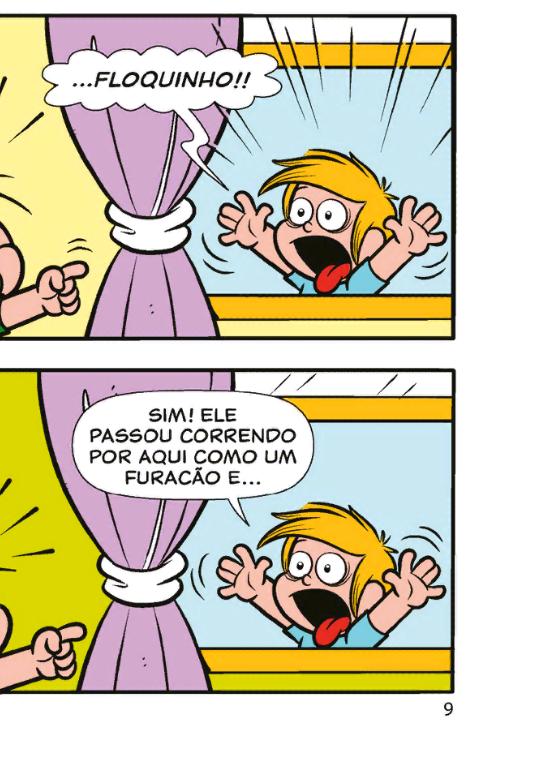 ...FLOQUINHO!!
SIM! ELE
PASSOU CORRENDO
POR AQUI COMO UM
FURACÃO E...
9